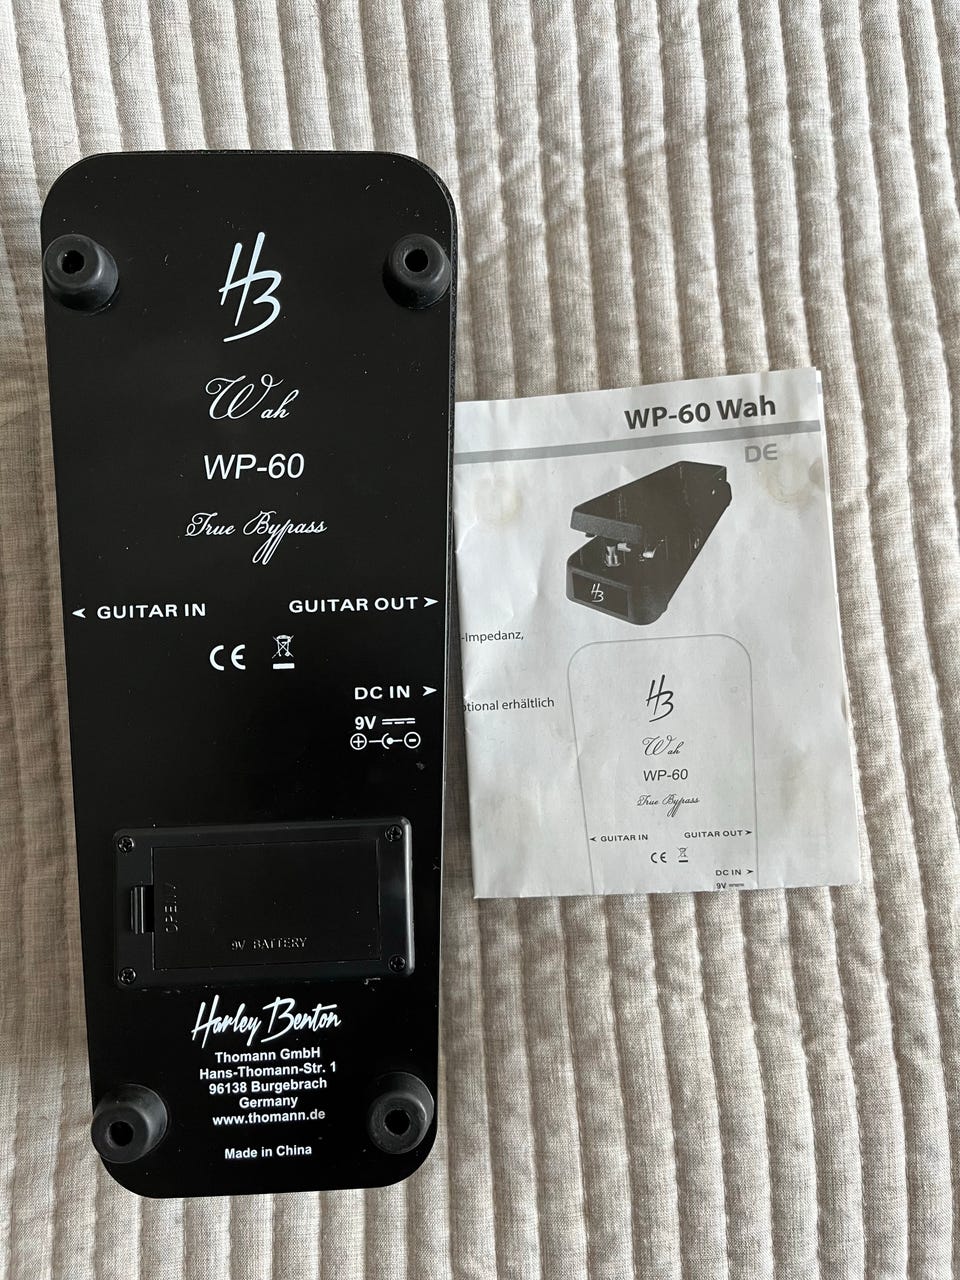 HB
Wah
WP-60
True Bypass
GUITAR IN
GUITAR OUT
CE
DC IN
9V
OPEN
9V BATTERY
Harley Benton
Thomann GmbH
Hans-Thomann-Str. 1
96138 Burgebrach
Germany
www.thomann.de
Made in China
WP-60 Wah
DE
HB
-Impedanz,
ptional erhältlich
HB
Wah
WP-60
True Bypass
GUITAR IN
GUITAR OUT
CE
DC IN
9V